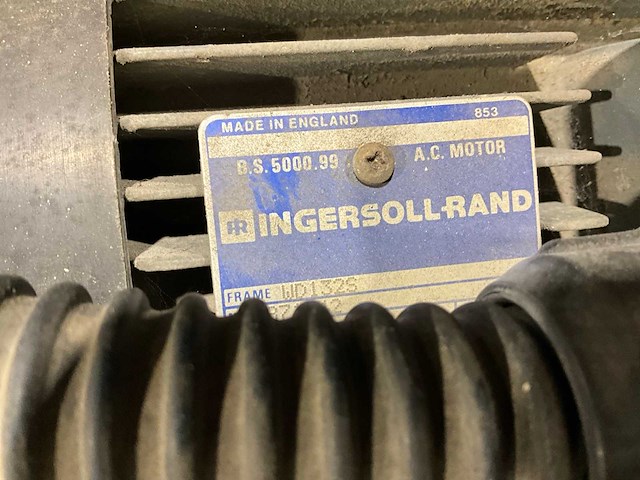 MADE IN ENGLAND 853
B.S. 5000.99 A.C. MOTOR
IR INGERSOLL-RAND
FRAME WD132S